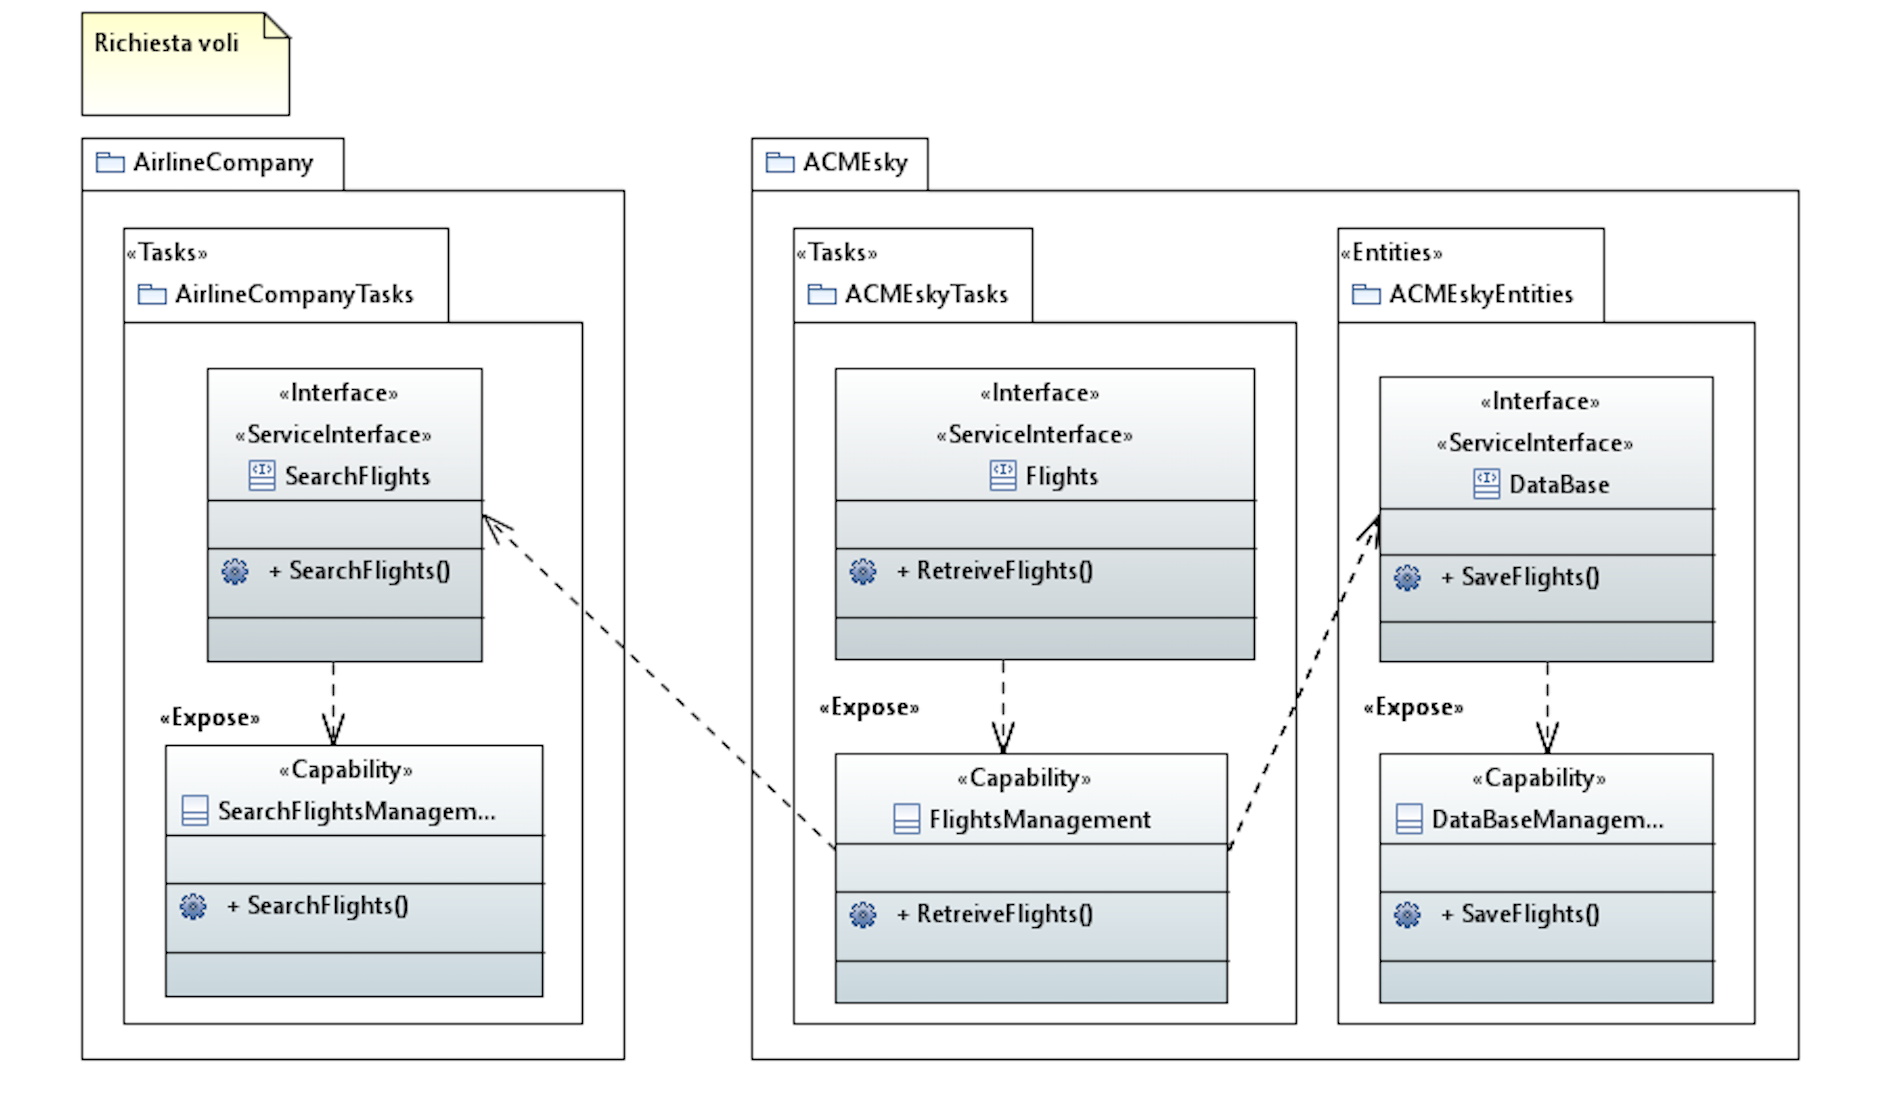 Richiesta voli
AirlineCompany
«Tasks»
AirlineCompanyTasks
«Interface»
«ServiceInterface»
SearchFlights
+ SearchFlights()
«Expose»
«Capability»
SearchFlightsManagem...
+ SearchFlights()
ACMEsky
«Tasks»
ACMEskyTasks
«Interface»
«ServiceInterface»
Flights
+ RetreiveFlights()
«Expose»
«Capability»
FlightsManagement
+ RetreiveFlights()
«Entities»
ACMEskyEntities
«Interface»
«ServiceInterface»
DataBase
+ SaveFlights()
«Expose»
«Capability»
DataBaseManagem...
+ SaveFlights()